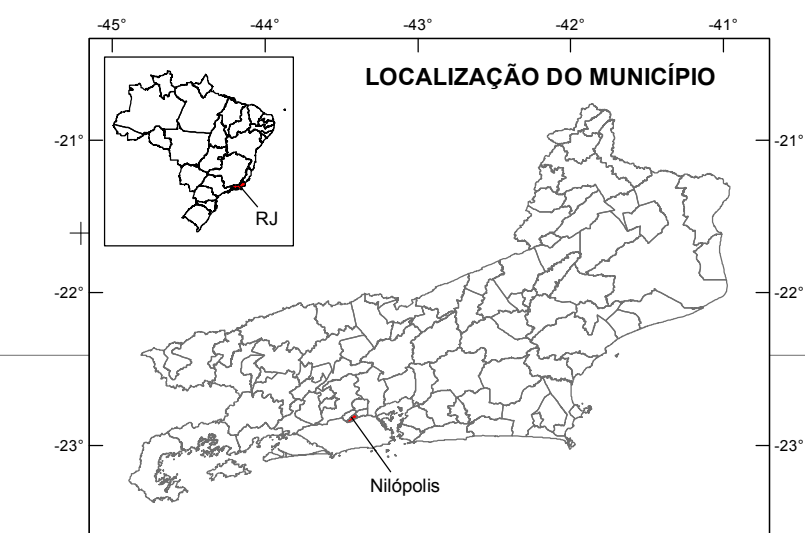 -45° -44° -43° -42° -41°
LOCALIZAÇÃO DO MUNICÍPIO
-21° -21°
RJ
-22° -22°
-23° -23°
Nilópolis